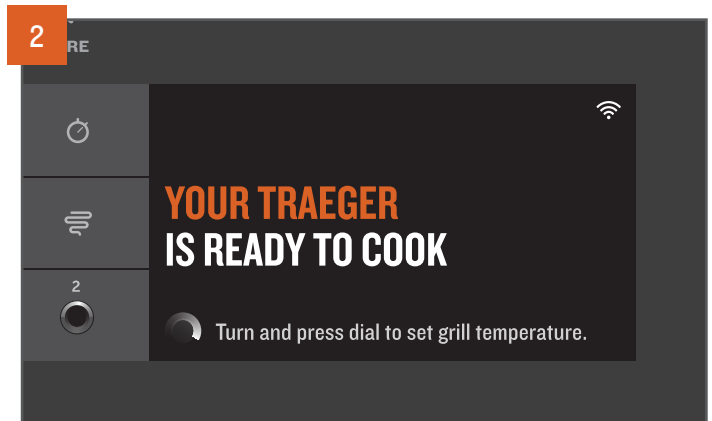 2
RE
YOUR TRAEGER
IS READY TO COOK
2
Turn and press dial to set grill temperature.